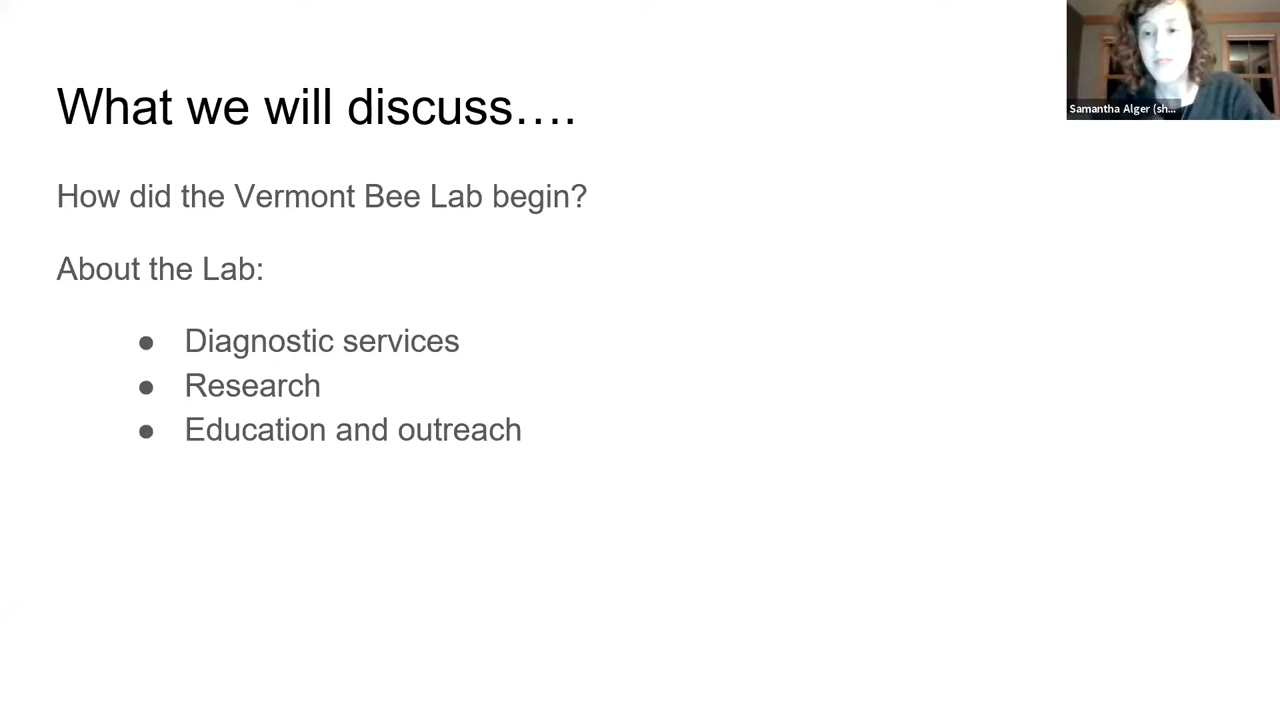 What we will discuss….
How did the Vermont Bee Lab begin?
About the Lab:
● Diagnostic services
● Research
● Education and outreach
Samantha Alger (sh...